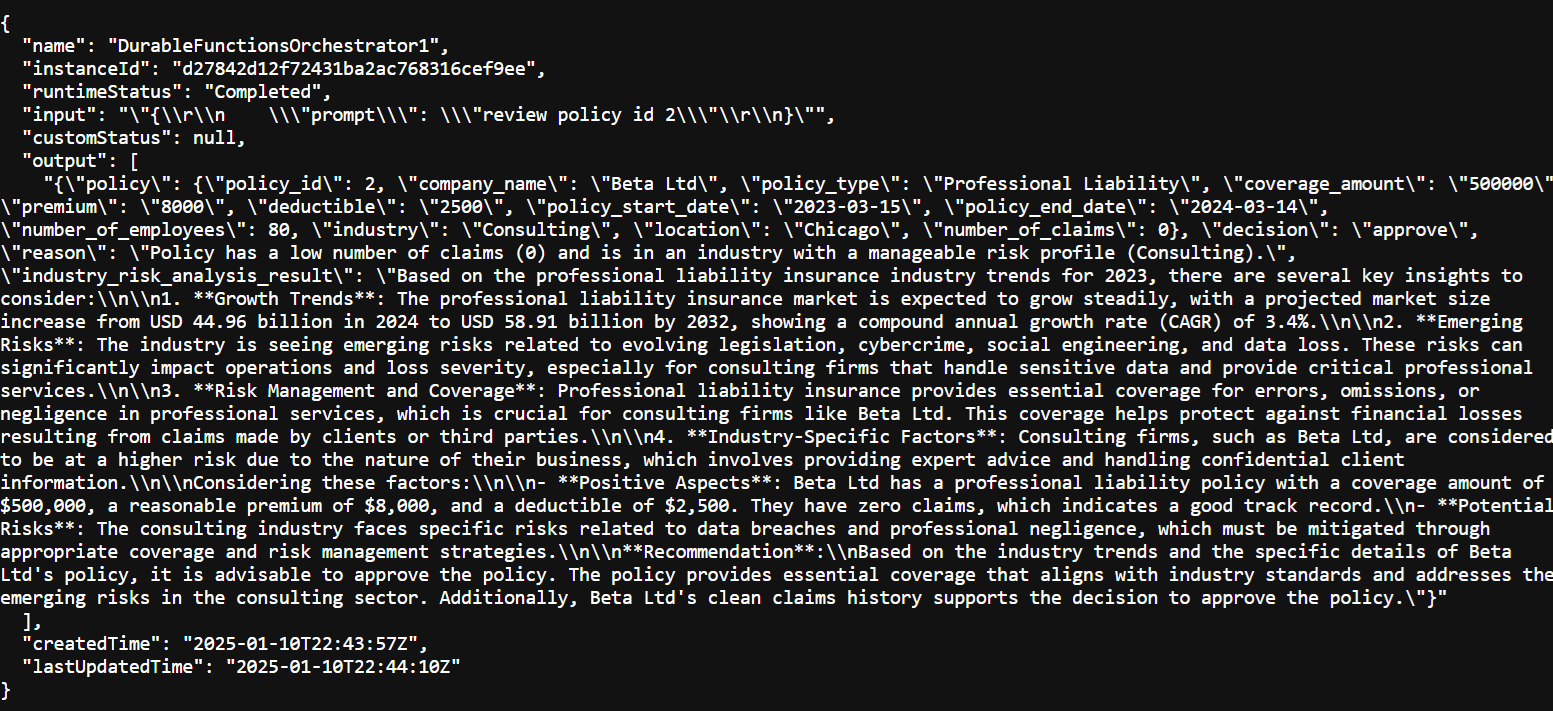 {
  "name": "DurableFunctionsOrchestrator1",
  "instanceId": "d27842d12f72431ba2ac768316cef9ee",
  "runtimeStatus": "Completed",
  "input": "\"{\\r\\n    \\\"prompt\\\": \\\"review policy id 2\\\"\\r\\n}\"",
  "customStatus": null,
  "output": [
    "{\"policy\": {\"policy_id\": 2, \"company_name\": \"Beta Ltd\", \"policy_type\": \"Professional Liability\", \"coverage_amount\": \"500000\"
\"premium\": \"8000\", \"deductible\": \"2500\", \"policy_start_date\": \"2023-03-15\", \"policy_end_date\": \"2024-03-14\",
\"number_of_employees\": 80, \"industry\": \"Consulting\", \"location\": \"Chicago\", \"number_of_claims\": 0}, \"decision\": \"approve\",
\"reason\": \"Policy has a low number of claims (0) and is in an industry with a manageable risk profile (Consulting).\",
\"industry_risk_analysis_result\": \"Based on the professional liability insurance industry trends for 2023, there are several key insights to
consider:\\n\\n1. **Growth Trends**: The professional liability insurance market is expected to grow steadily, with a projected market size
increase from USD 44.96 billion in 2024 to USD 58.91 billion by 2032, showing a compound annual growth rate (CAGR) of 3.4%.\\n\\n2. **Emerging
Risks**: The industry is seeing emerging risks related to evolving legislation, cybercrime, social engineering, and data loss. These risks can
significantly impact operations and loss severity, especially for consulting firms that handle sensitive data and provide critical professional
services.\\n\\n3. **Risk Management and Coverage**: Professional liability insurance provides essential coverage for errors, omissions, or
negligence in professional services, which is crucial for consulting firms like Beta Ltd. This coverage helps protect against financial losses
resulting from claims made by clients or third parties.\\n\\n4. **Industry-Specific Factors**: Consulting firms, such as Beta Ltd, are considered
to be at a higher risk due to the nature of their business, which involves providing expert advice and handling confidential client
information.\\n\\nConsidering these factors:\\n\\n- **Positive Aspects**: Beta Ltd has a professional liability policy with a coverage amount of
$500,000, a reasonable premium of $8,000, and a deductible of $2,500. They have zero claims, which indicates a good track record.\\n- **Potential
Risks**: The consulting industry faces specific risks related to data breaches and professional negligence, which must be mitigated through
appropriate coverage and risk management strategies.\\n\\n**Recommendation**:\\nBased on the industry trends and the specific details of Beta
Ltd's policy, it is advisable to approve the policy. The policy provides essential coverage that aligns with industry standards and addresses the
emerging risks in the consulting sector. Additionally, Beta Ltd's clean claims history supports the decision to approve the policy.\"}"
  ],
  "createdTime": "2025-01-10T22:43:57Z",
  "lastUpdatedTime": "2025-01-10T22:44:10Z"
}